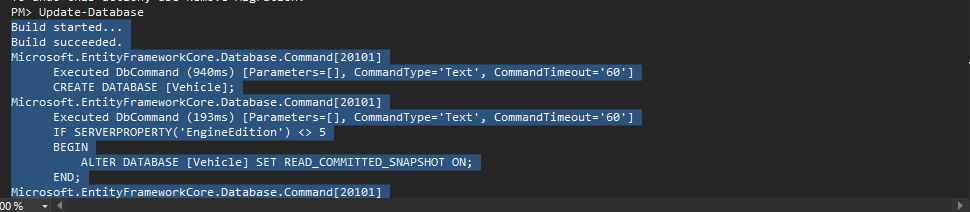 PM> Update-Database
Build started...
Build succeeded.
Microsoft.EntityFrameworkCore.Database.Command[20101]
Executed DbCommand (940ms) [Parameters=[], CommandType='Text', CommandTimeout='60']
CREATE DATABASE [Vehicle];
Microsoft.EntityFrameworkCore.Database.Command[20101]
Executed DbCommand (193ms) [Parameters=[], CommandType='Text', CommandTimeout='60']
IF SERVERPROPERTY('EngineEdition') <> 5
BEGIN
ALTER DATABASE [Vehicle] SET READ_COMMITTED_SNAPSHOT ON;
END;
Microsoft.EntityFrameworkCore.Database.Command[20101]
00 %